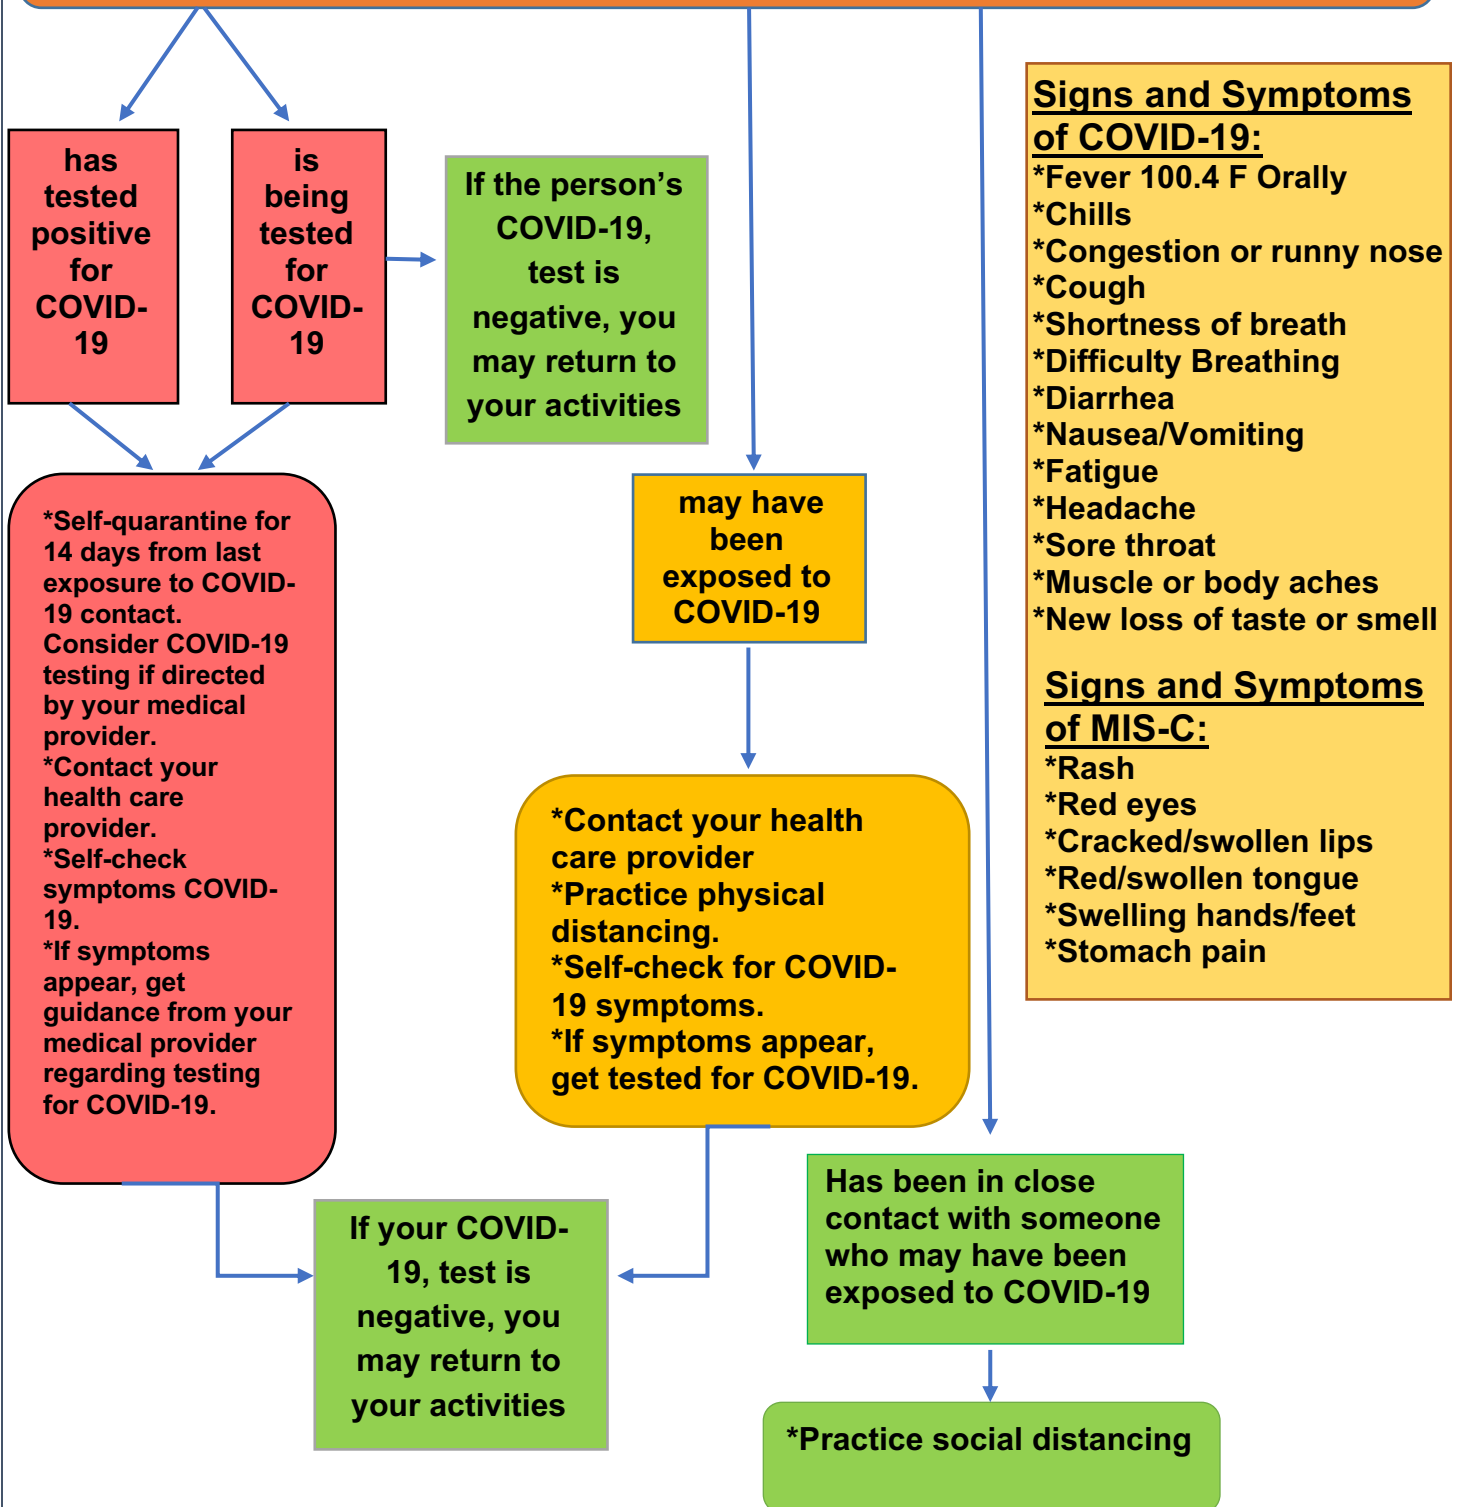 has
tested
positive
for
COVID-
19
is
being
tested
for
COVID-
19
If the person's
COVID-19,
test is
negative, you
may return to
your activities
Signs and Symptoms
of COVID-19:
*Fever 100.4 F Orally
*Chills
*Congestion or runny nose
*Cough
*Shortness of breath
*Difficulty Breathing
*Diarrhea
*Nausea/Vomiting
*Fatigue
*Headache
*Sore throat
*Muscle or body aches
*New loss of taste or smell
Signs and Symptoms
of MIS-C:
*Rash
*Red eyes
*Cracked/swollen lips
*Red/swollen tongue
*Swelling hands/feet
*Stomach pain
*Self-quarantine for
14 days from last
exposure to COVID-
19 contact.
Consider COVID-19
testing if directed
by your medical
provider.
*Contact your
health care
provider.
*Self-check
symptoms COVID-
19.
*If symptoms
appear, get
guidance from your
medical provider
regarding testing
for COVID-19.
may have
been
exposed to
COVID-19
*Contact your health
care provider
*Practice physical
distancing.
*Self-check for COVID-
19 symptoms.
*If symptoms appear,
get tested for COVID-19.
If your COVID-
19, test is
negative, you
may return to
your activities
Has been in close
contact with someone
who may have been
exposed to COVID-19
*Practice social distancing